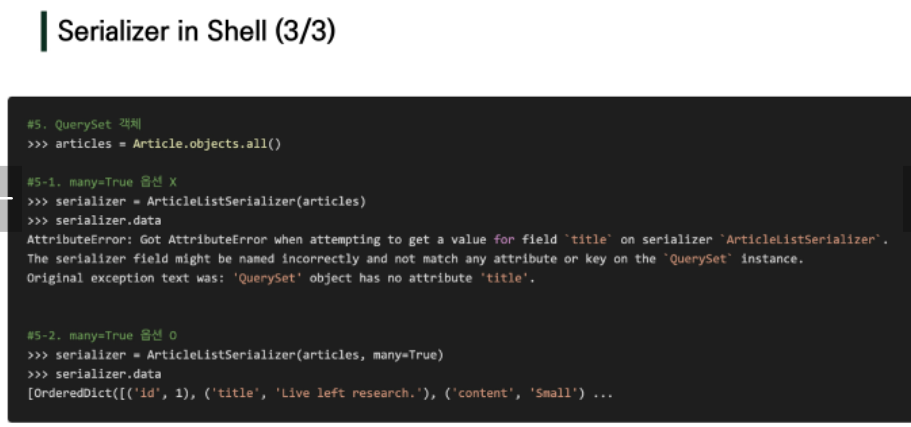 Serializer in Shell (3/3)
#5. QuerySet 객체
>>> articles = Article.objects.all()
#5-1. many=True 옵션 X
>>> serializer = ArticleListSerializer(articles)
>>> serializer.data
AttributeError: Got AttributeError when attempting to get a value for field `title` on serializer `ArticleListSerializer`.
The serializer field might be named incorrectly and not match any attribute or key on the `QuerySet` instance.
Original exception text was: 'QuerySet' object has no attribute 'title'.
#5-2. many=True 옵션 O
>>> serializer = ArticleListSerializer(articles, many=True)
>>> serializer.data
[OrderedDict([('id', 1), ('title', 'Live left research.'), ('content', 'Small') ...